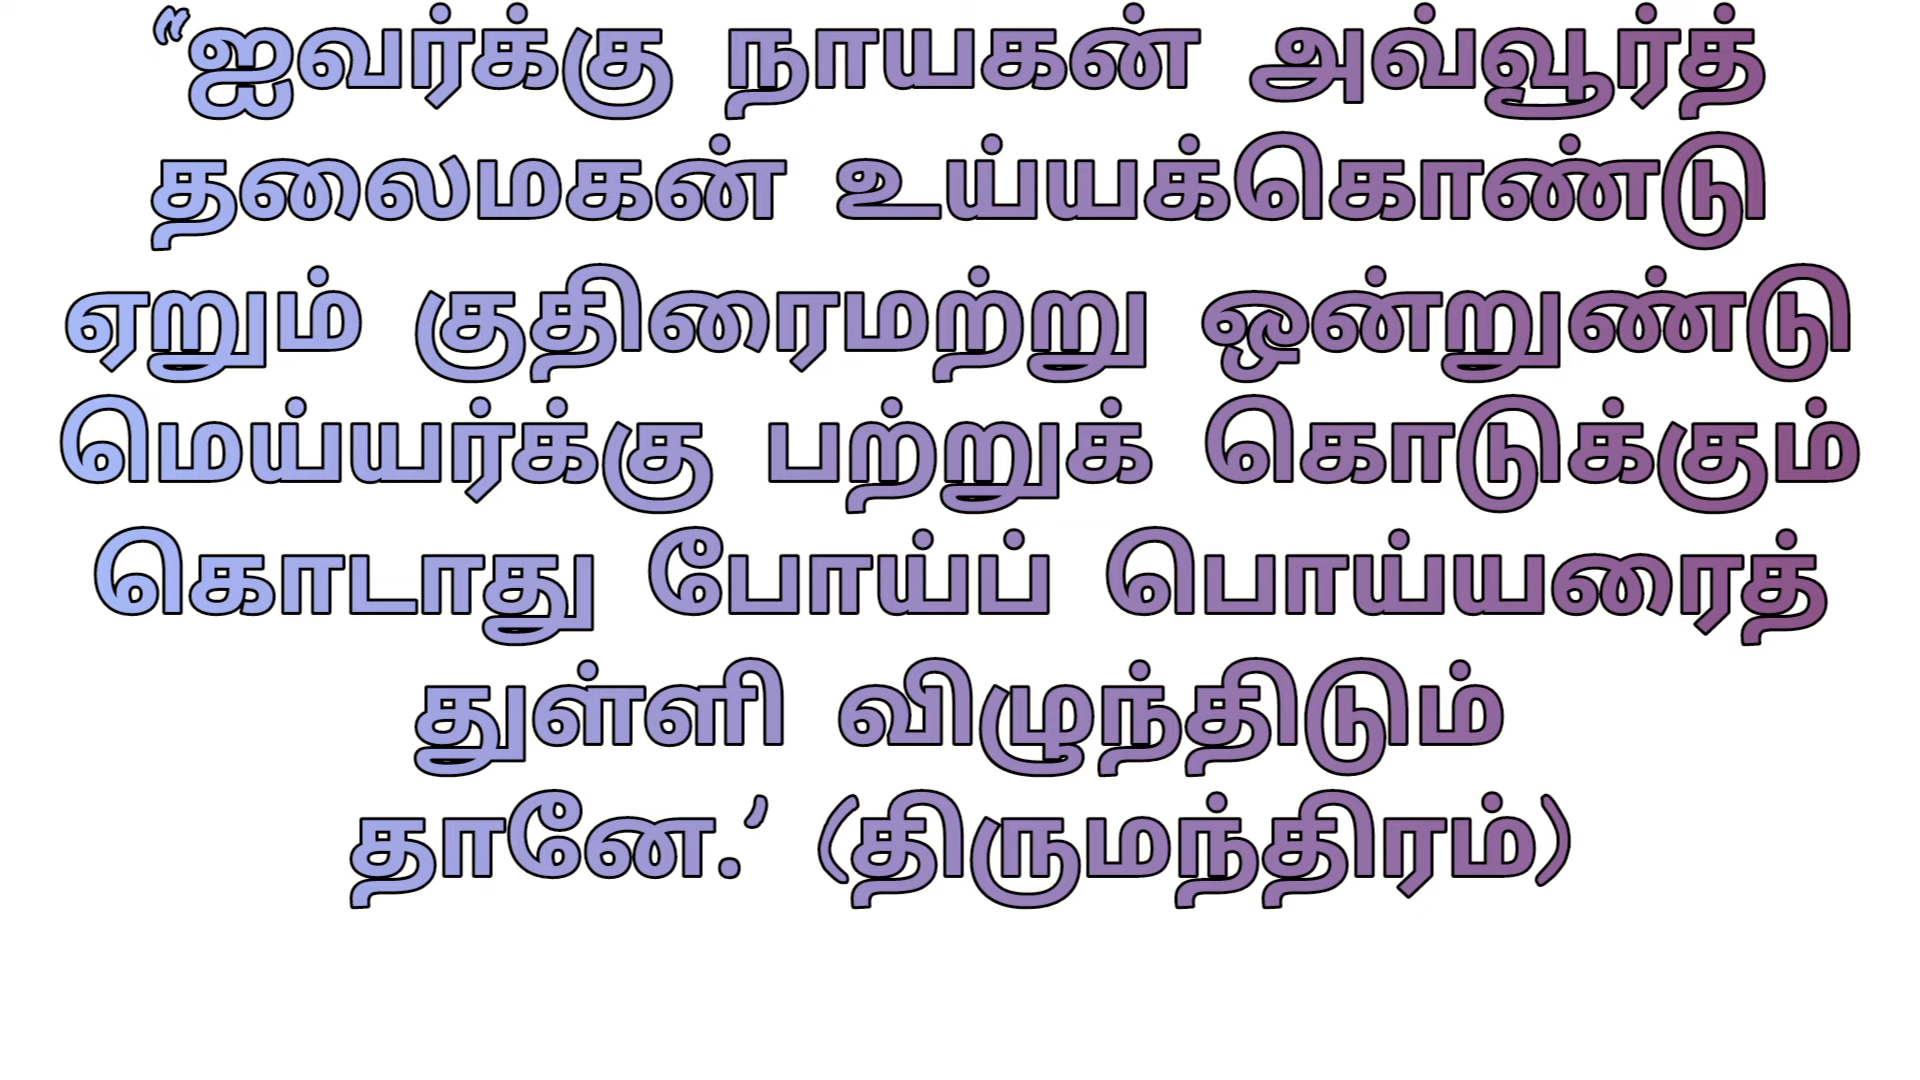 “ஐவர்க்கு நாயகன் அவ்வூர்த்
தலைமகன் உய்யக்கொண்டு
ஏறும் குதிரைமற்று ஒன்றுண்டு
மெய்யர்க்கு பற்றுக் கொடுக்கும்
கொடாது போய்ப் பொய்யரைத்
துள்ளி விழுந்திடும்
தானே.’ (திருமந்திரம்)